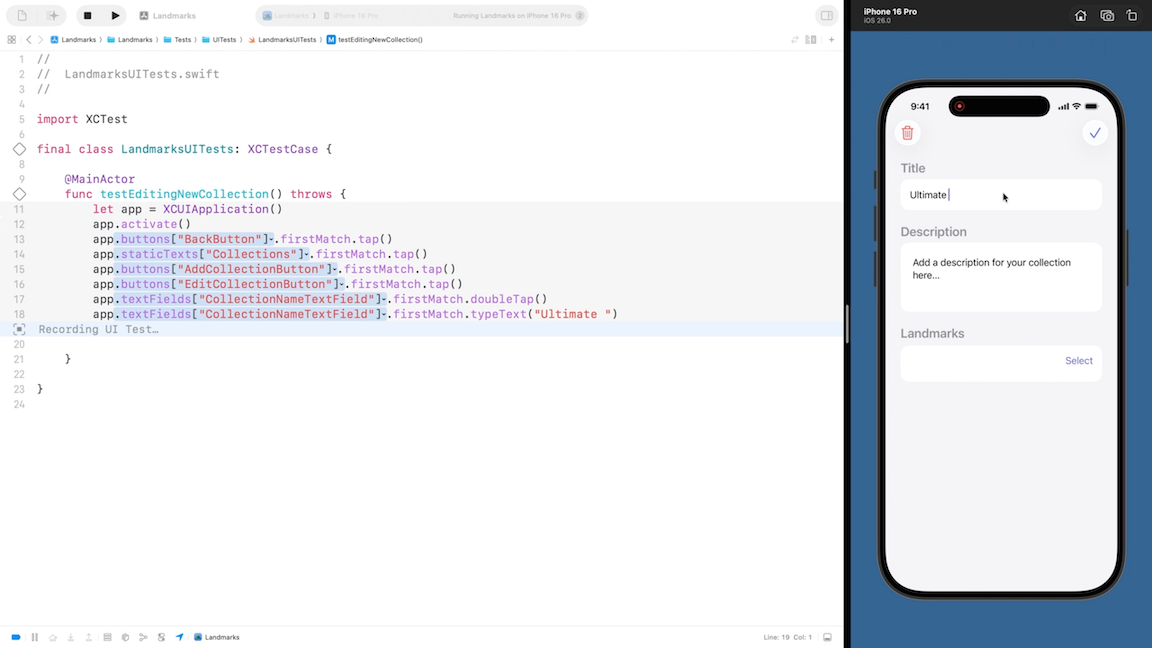 Landmarks
Landmarks 〉 iPhone 16 Pro
Running Landmarks on iPhone 16 Pro
Landmarks 〉 Landmarks 〉 Tests 〉 UITests 〉 LandmarksUITests 〉 M testEditingNewCollection()
1 //
2 //  LandmarksUITests.swift
3 //
4
5 import XCTest
6
7 final class LandmarksUITests: XCTestCase {
8
9     @MainActor
func testEditingNewCollection() throws {
11         let app = XCUIApplication()
12         app.activate()
13         app.buttons["BackButton"].firstMatch.tap()
14         app.staticTexts["Collections"].firstMatch.tap()
15         app.buttons["AddCollectionButton"].firstMatch.tap()
16         app.buttons["EditCollectionButton"].firstMatch.tap()
17         app.textFields["CollectionNameTextField"].firstMatch.doubleTap()
18         app.textFields["CollectionNameTextField"].firstMatch.typeText("Ultimate ")
Recording UI Test…
20
21     }
22
23 }
24
Landmarks
Line: 19 Col: 1
iPhone 16 Pro
iOS 26.0
9:41
Title
Ultimate
Description
Add a description for your collection
here...
Landmarks
Select